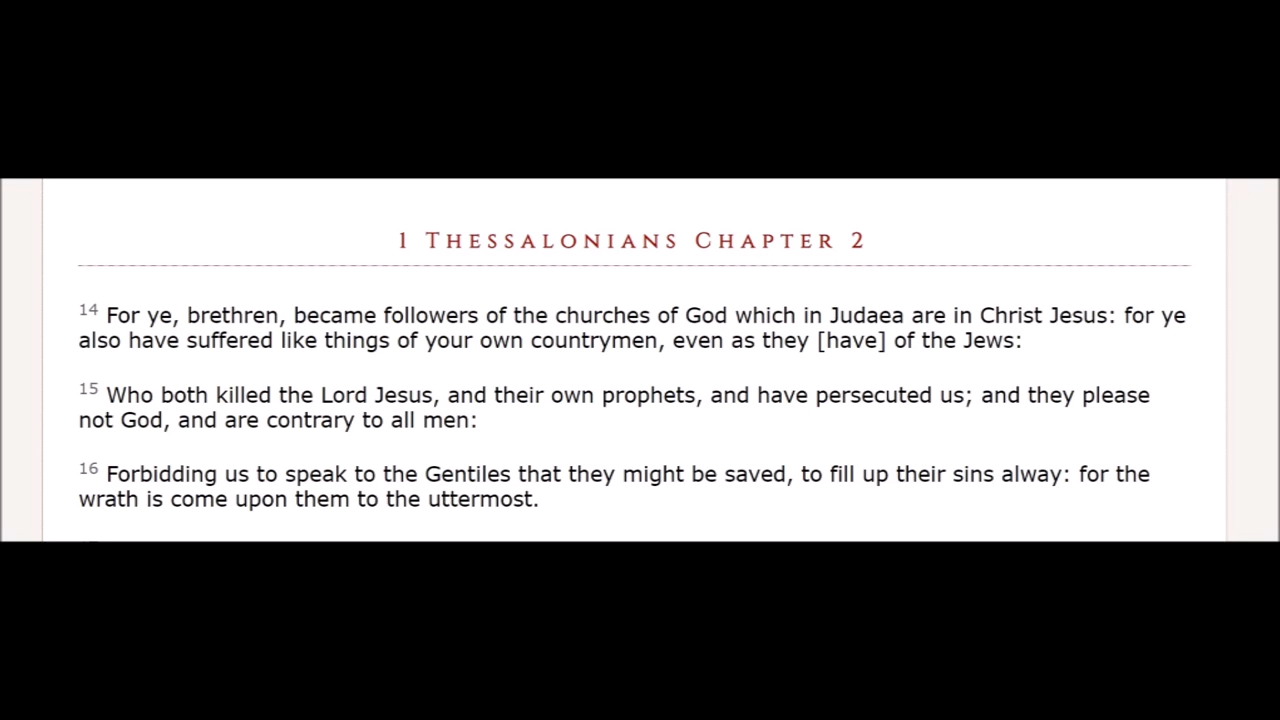 1 Thessalonians Chapter 2
14 For ye, brethren, became followers of the churches of God which in Judaea are in Christ Jesus: for ye
also have suffered like things of your own countrymen, even as they [have] of the Jews:
15 Who both killed the Lord Jesus, and their own prophets, and have persecuted us; and they please
not God, and are contrary to all men:
16 Forbidding us to speak to the Gentiles that they might be saved, to fill up their sins alway: for the
wrath is come upon them to the uttermost.